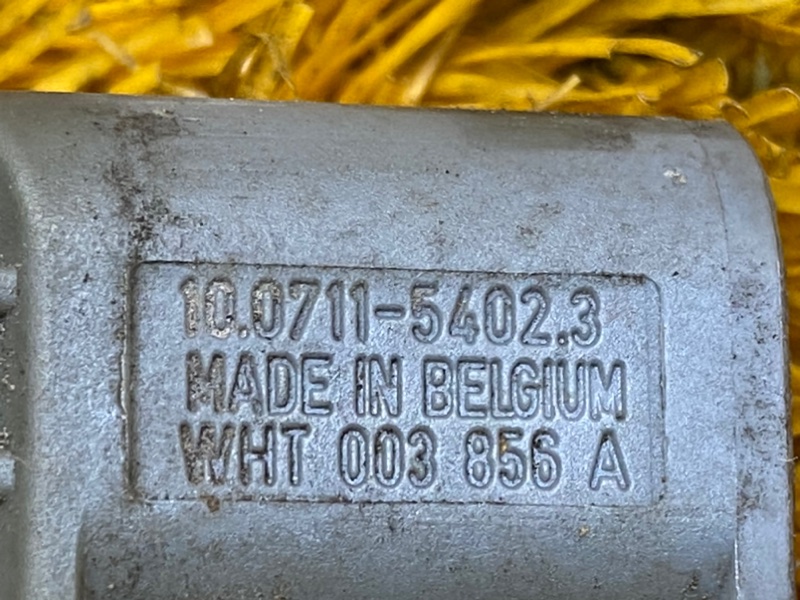 10.0711-5402.3
MADE IN BELGIUM
WHT 003 856 A